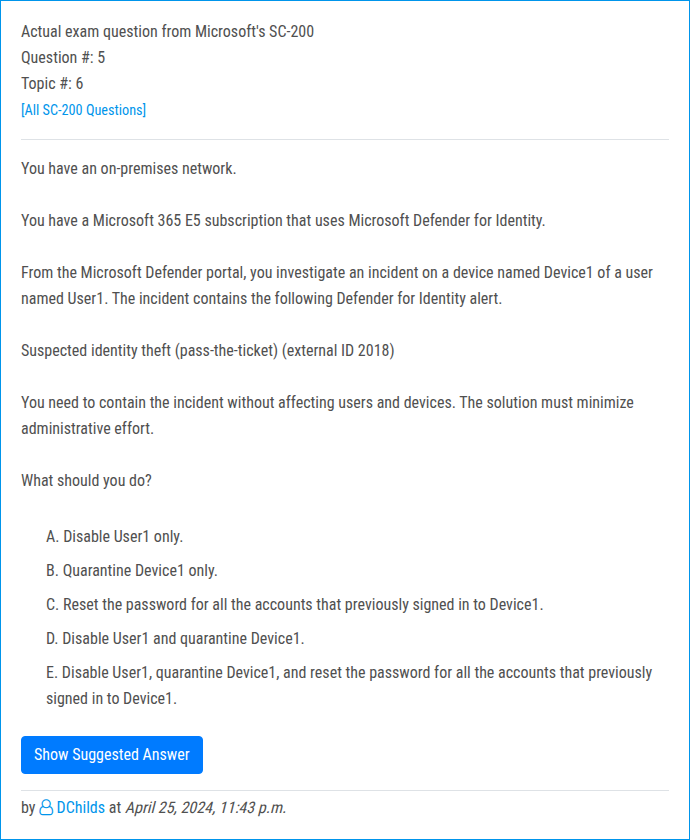 Actual exam question from Microsoft's SC-200
Question #: 5
Topic #: 6
[All SC-200 Questions]
You have an on-premises network.
You have a Microsoft 365 E5 subscription that uses Microsoft Defender for Identity.
From the Microsoft Defender portal, you investigate an incident on a device named Device1 of a user
named User1. The incident contains the following Defender for Identity alert.
Suspected identity theft (pass-the-ticket) (external ID 2018)
You need to contain the incident without affecting users and devices. The solution must minimize
administrative effort.
What should you do?
A. Disable User1 only.
B. Quarantine Device1 only.
C. Reset the password for all the accounts that previously signed in to Device1.
D. Disable User1 and quarantine Device1.
E. Disable User1, quarantine Device1, and reset the password for all the accounts that previously
signed in to Device1.
Show Suggested Answer
by DChilds at April 25, 2024, 11:43 p.m.